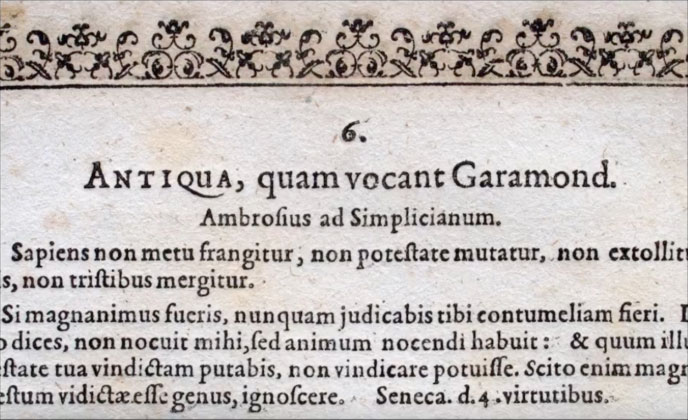 6.
ANTIQUA, quam vocant Garamond.
Ambroſius ad Simplicianum.
Sapiens non metu frangitur, non poteſtate mutatur, non extollitu
s, non triſtibus mergitur.
Si magnanimus fueris, nunquam judicabis tibi contumeliam fieri.
o dices, non nocuit mihi, ſed animum nocendi habuit: & quum illu
eſtate tua vindictam putabis, non vindicare potuiſſe. Scito enim magn
eſtum vidictæ eſſe genus, ignoſcere. Seneca. d. 4. virtutibus.